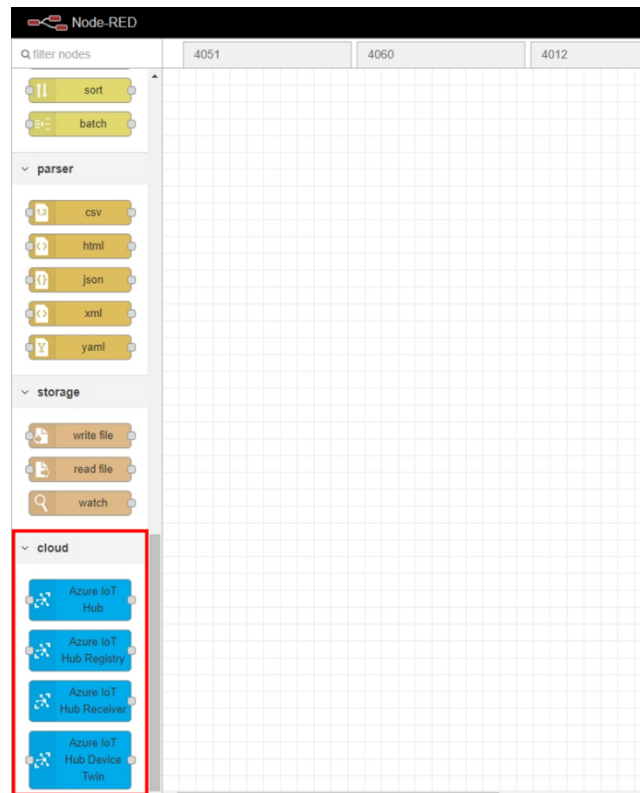 Node-RED
filter nodes
4051
4060
4012
sort
batch
parser
1,2
csv
html
json
xml
Y
yaml
storage
write file
read file
watch
cloud
Azure IoT
Hub
Azure IoT
Hub Registry
Azure IoT
Hub Receiver
Azure IoT
Hub Device
Twin